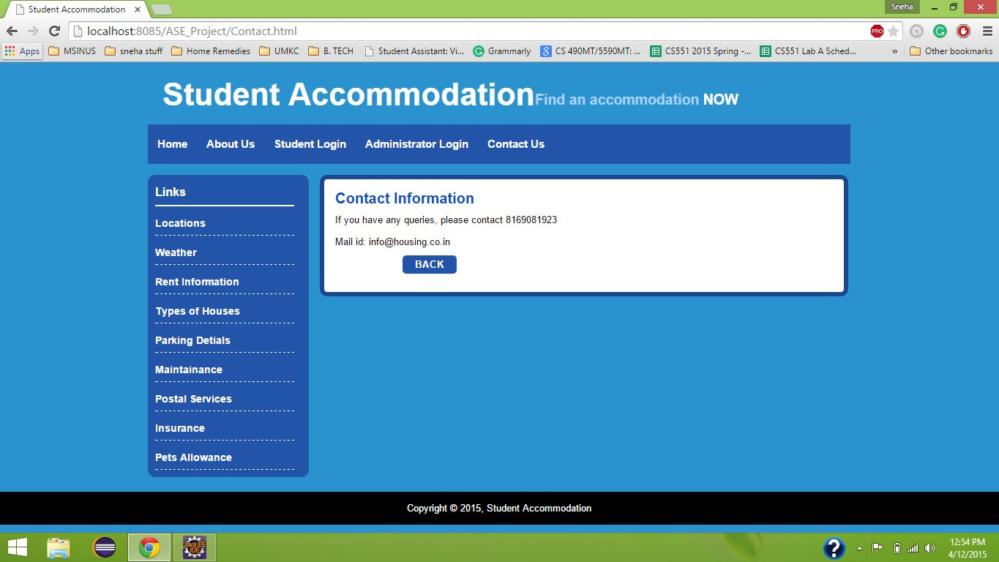 Student Accommodation
Sneha
localhost:8085/ASE_Project/Contact.html
PRO
Apps MSINUS sneha stuff Home Remedies UMKC B. TECH Student Assistant: Vi... Grammarly CS 490MT/5590MT: ... CS551 2015 Spring -... CS551 Lab A Sched... » Other bookmarks
Student Accommodation Find an accommodation NOW
Home About Us Student Login Administrator Login Contact Us
Links
Locations
Weather
Rent Information
Types of Houses
Parking Detials
Maintainance
Postal Services
Insurance
Pets Allowance
Contact Information
If you have any queries, please contact 8169081923
Mail id: info@housing.co.in
BACK
Copyright © 2015, Student Accommodation
Java EE
IDE
12:54 PM
4/12/2015